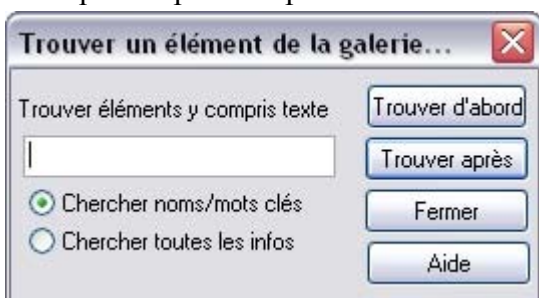 Trouver un élément de la galerie...
Trouver éléments y compris texte
Trouver d'abord
Trouver après
Chercher noms/mots clés
Fermer
Chercher toutes les infos
Aide